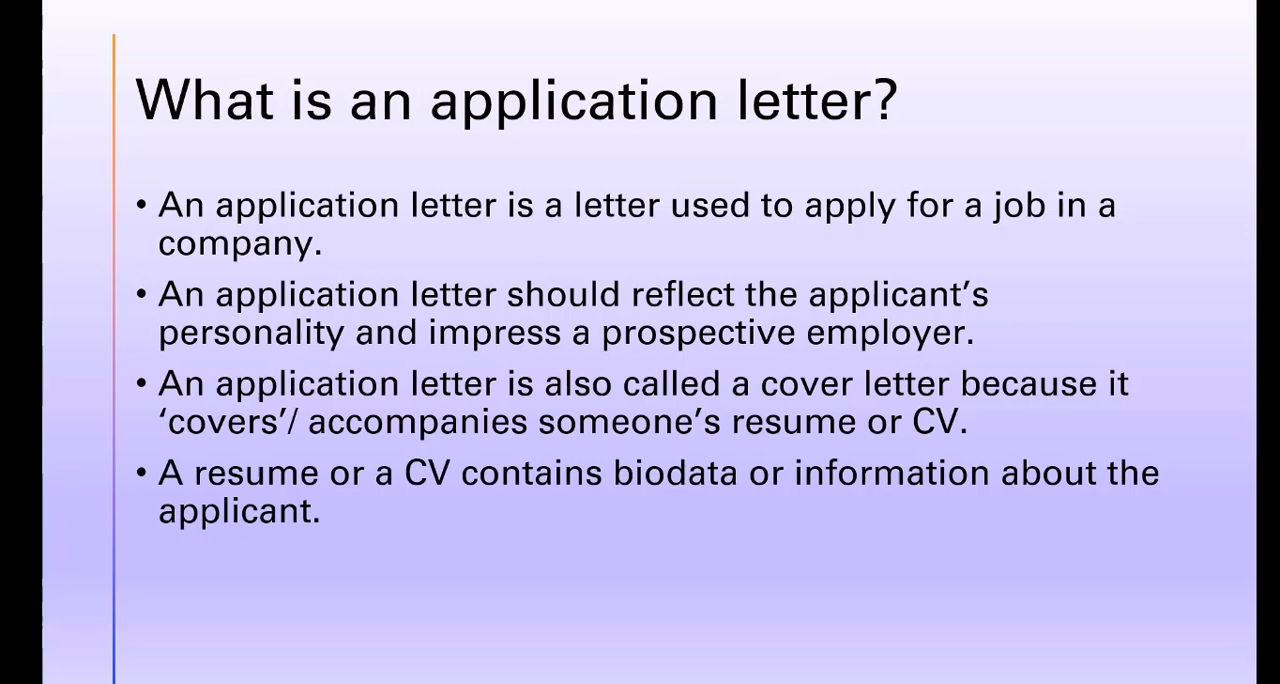 What is an application letter?
• An application letter is a letter used to apply for a job in a
company.
• An application letter should reflect the applicant’s
personality and impress a prospective employer.
• An application letter is also called a cover letter because it
‘covers’/ accompanies someone’s resume or CV.
• A resume or a CV contains biodata or information about the
applicant.